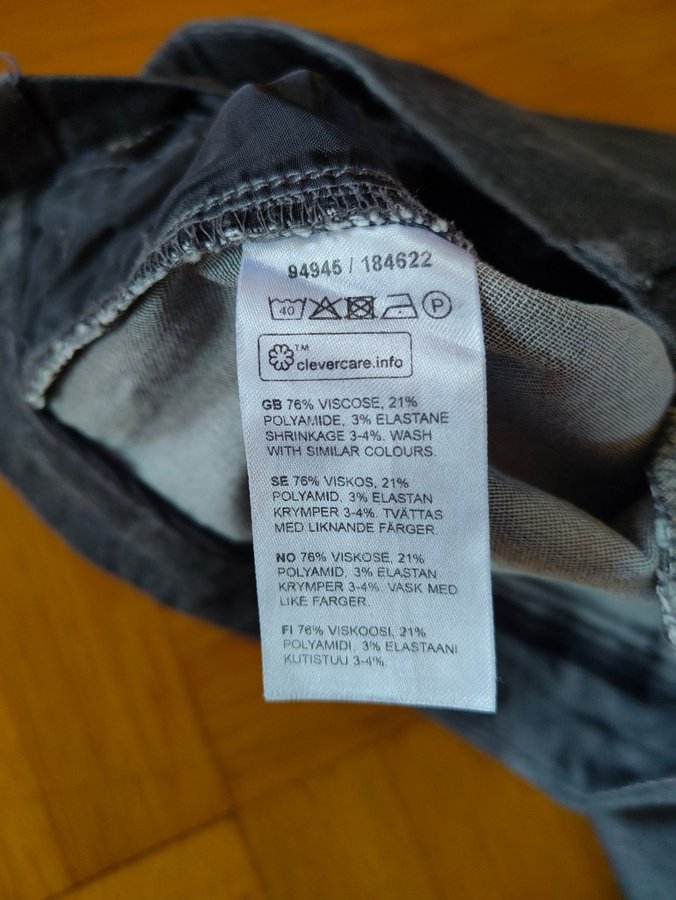 94945 / 184622
40 P
TM
clevercare.info
GB 76% VISCOSE, 21%
POLYAMIDE, 3% ELASTANE
SHRINKAGE 3-4%. WASH
WITH SIMILAR COLOURS.
SE 76% VISKOS, 21%
POLYAMID, 3% ELASTAN
KRYMPER 3-4%. TVÄTTAS
MED LIKNANDE FÄRGER.
NO 76% VISKOSE, 21%
POLYAMID, 3% ELASTAN
KRYMPER 3-4%. VASK MED
LIKE FARGER.
FI 76% VISKOOSI, 21%
POLYAMIDI, 3% ELASTAANI
KUTISTUU 3-4%.